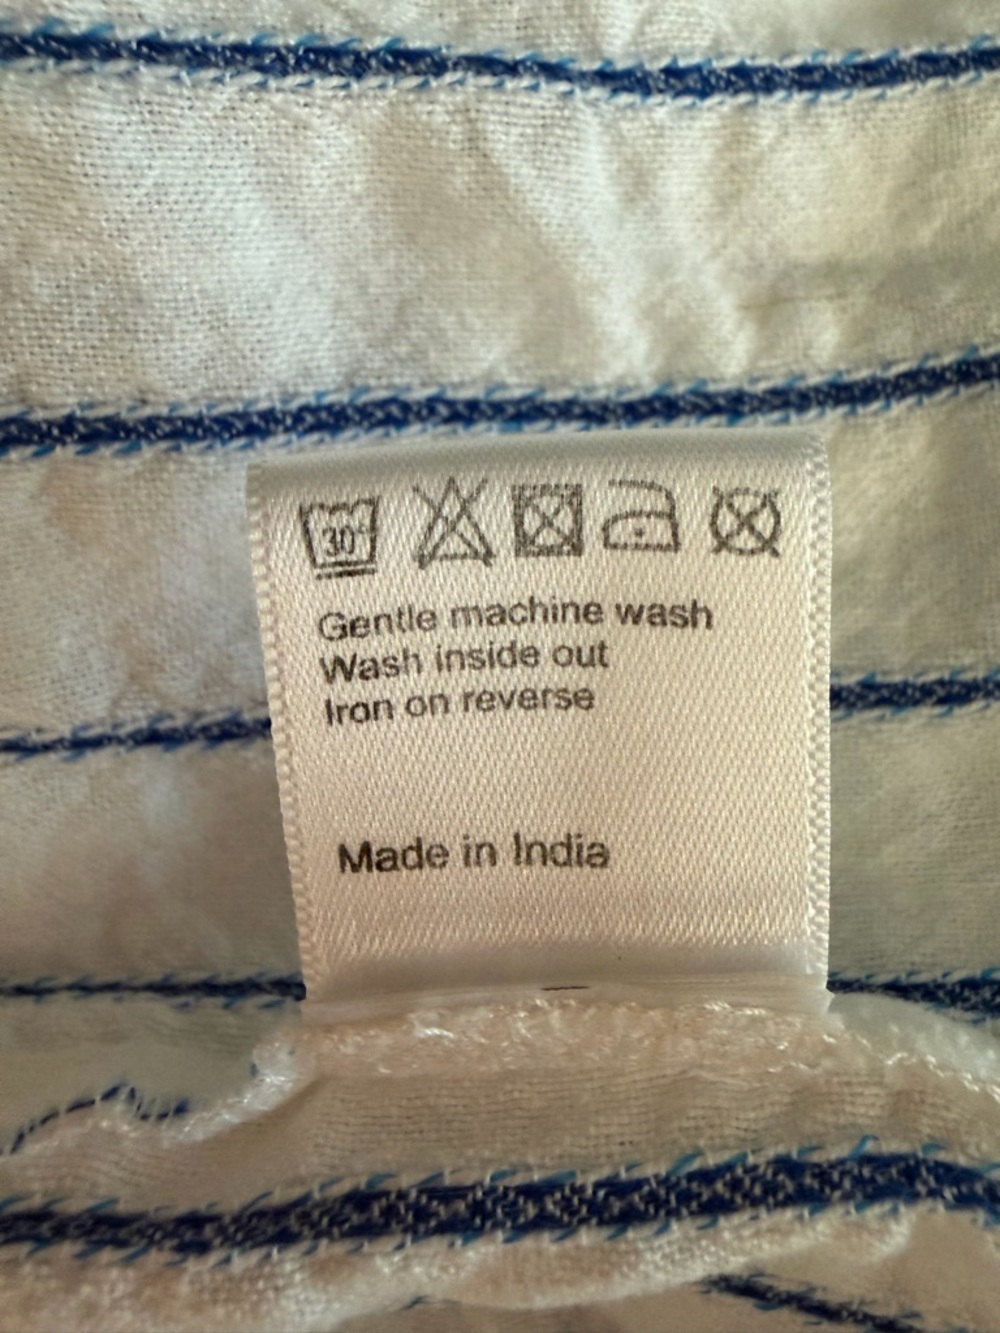 30°
Gentle machine wash
Wash inside out
Iron on reverse
Made in India